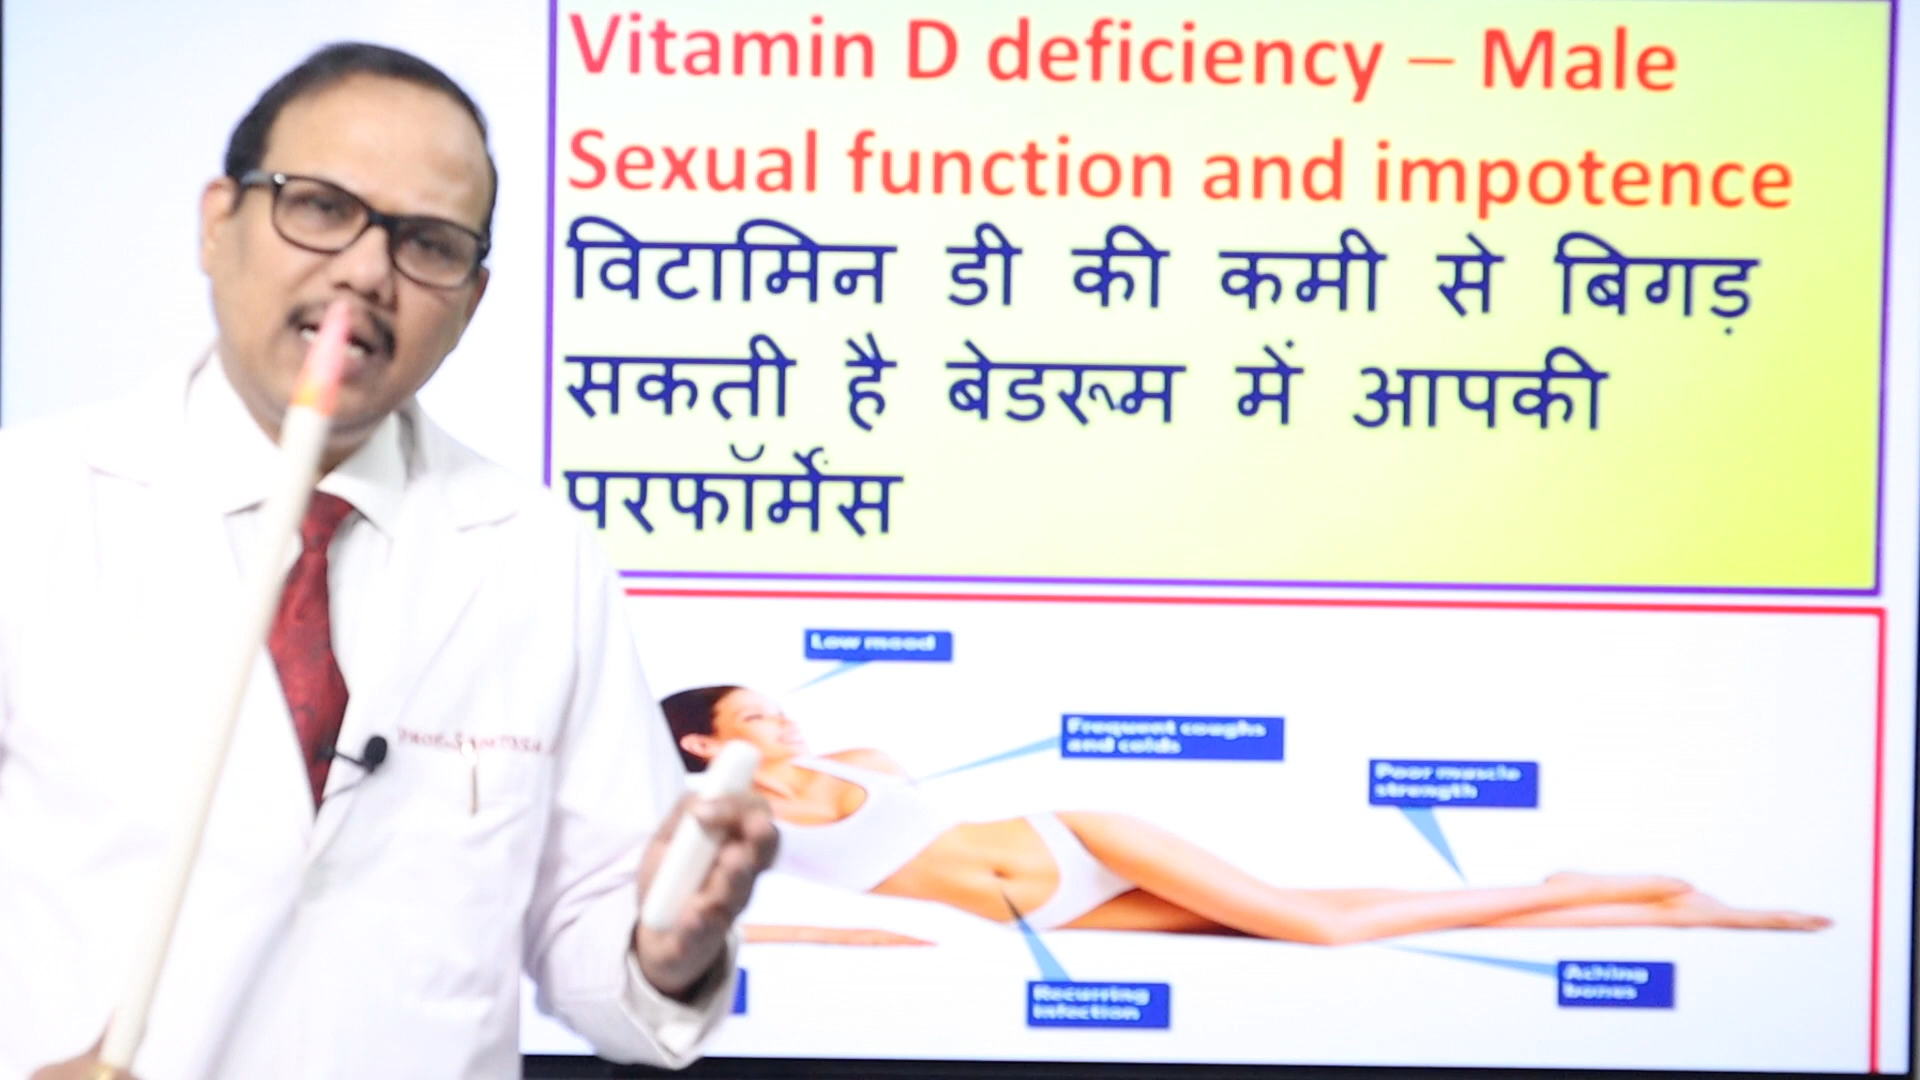 Vitamin D deficiency – Male
Sexual function and impotence
विटामिन डी की कमी से बिगड़
सकती है बेडरूम में आपकी
परफॉर्मेंस
Low mood
Frequent coughs
and colds
Poor muscle
strength
Recurring
infection
Aching
bones